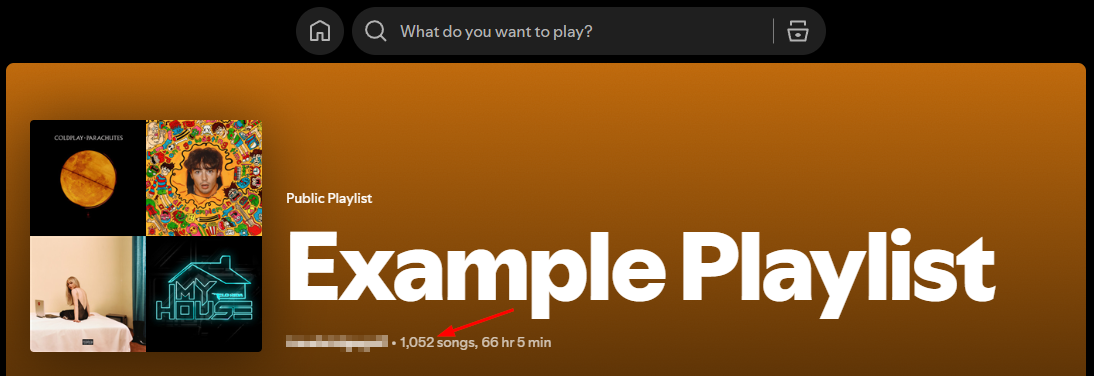 What do you want to play?
COLDPLAY · PARACHUTES
MY
HOUSE
Public Playlist
Example Playlist
• 1,052 songs, 66 hr 5 min